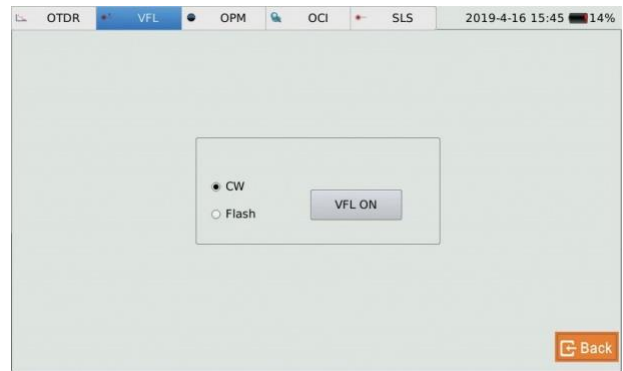 OTDR VFL OPM OCI SLS 2019-4-16 15:45 14%
CW
VFL ON
Flash
Back